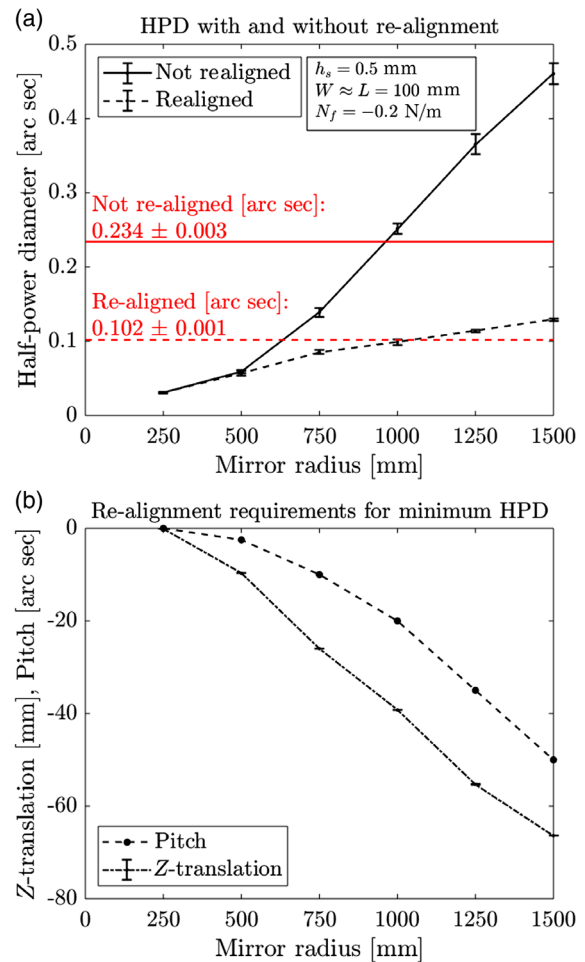 (a)
HPD with and without re-alignment
Half-power diameter [arc sec]
0.5
0.4
0.3
0.2
0.1
0
Not realigned
Realigned
h_s = 0.5 mm
W ≈ L = 100 mm
N_f = −0.2 N/m
Not re-aligned [arc sec]:
0.234 ± 0.003
Re-aligned [arc sec]:
0.102 ± 0.001
0 250 500 750 1000 1250 1500
Mirror radius [mm]
(b)
Re-alignment requirements for minimum HPD
Z-translation [mm], Pitch [arc sec]
0
-20
-40
-60
-80
Pitch
Z-translation
0 250 500 750 1000 1250 1500
Mirror radius [mm]